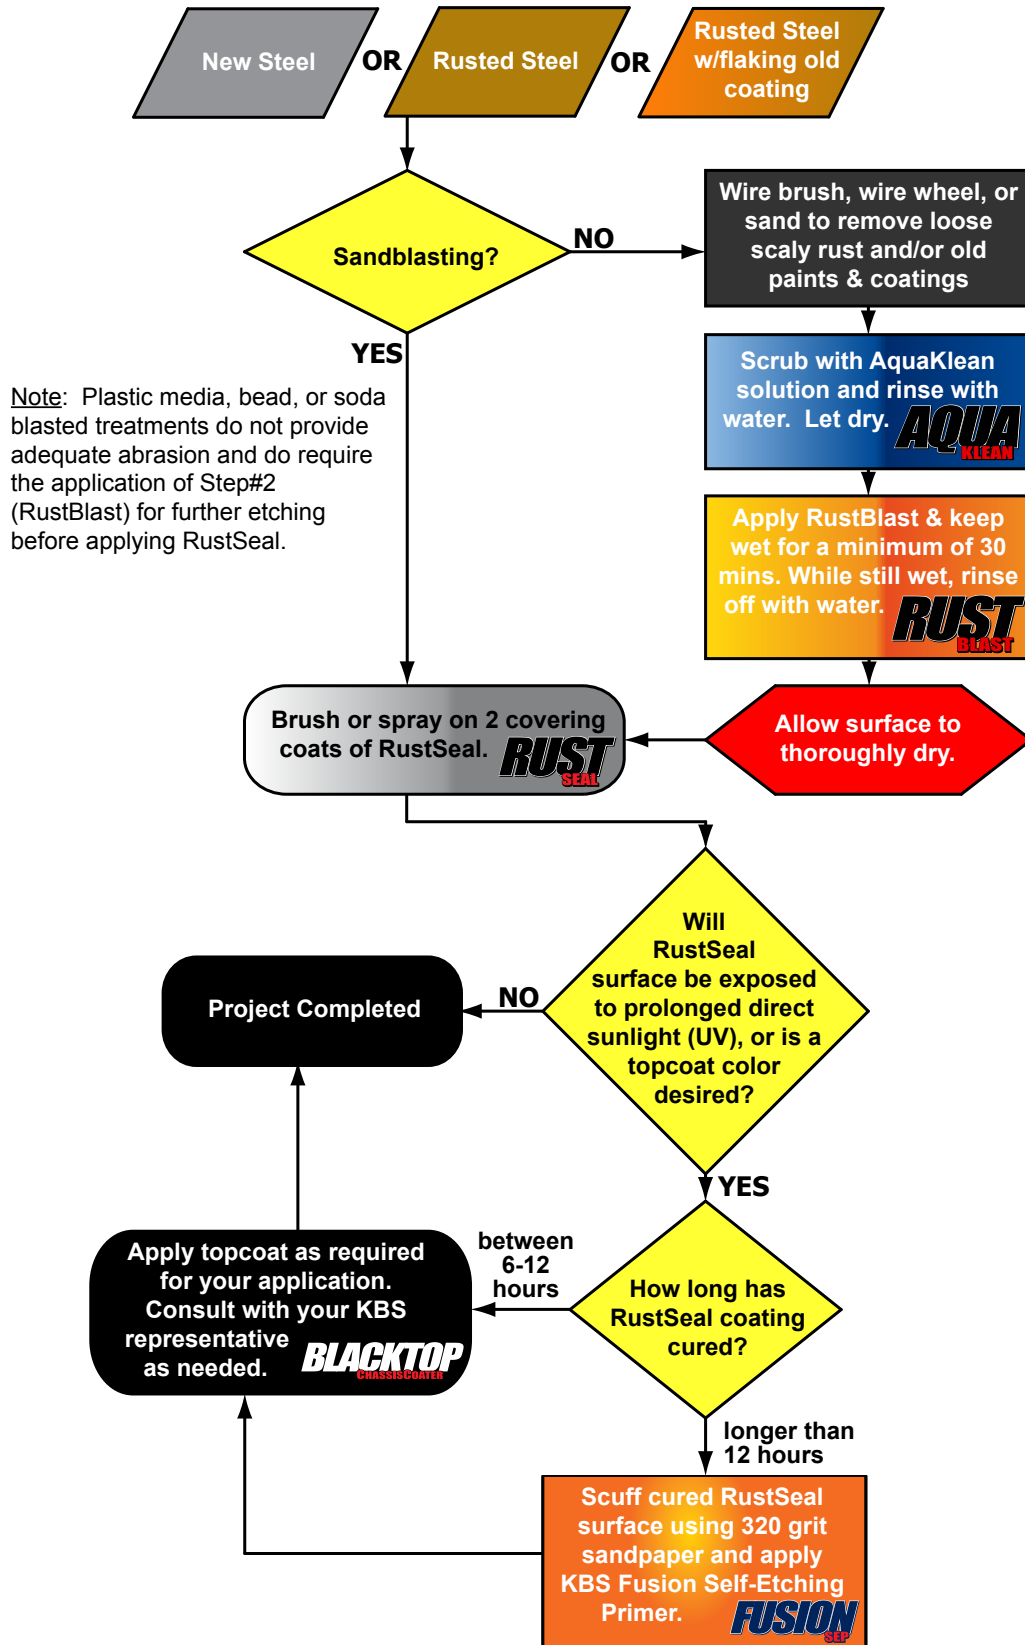 New Steel
OR
Rusted Steel
OR
Rusted Steel
w/flaking old
coating
Sandblasting?
NO
Wire brush, wire wheel, or
sand to remove loose
scaly rust and/or old
paints & coatings
YES
Scrub with AquaKlean
solution and rinse with
water.  Let dry.
AQUA
KLEAN
Note:  Plastic media, bead, or soda
blasted treatments do not provide
adequate abrasion and do require
the application of Step#2
(RustBlast) for further etching
before applying RustSeal.
Apply RustBlast & keep
wet for a minimum of 30
mins. While still wet, rinse
off with water.
RUST
BLAST
Brush or spray on 2 covering
coats of RustSeal.
RUST
SEAL
Allow surface to
thoroughly dry.
Will
RustSeal
surface be exposed
to prolonged direct
sunlight (UV), or is a
topcoat color
desired?
NO
Project Completed
YES
How long has
RustSeal coating
cured?
between
6-12
hours
Apply topcoat as required
for your application.
Consult with your KBS
representative
as needed.
BLACKTOP
CHASSISCOATER
longer than
12 hours
Scuff cured RustSeal
surface using 320 grit
sandpaper and apply
KBS Fusion Self-Etching
Primer.
FUSION
SEP